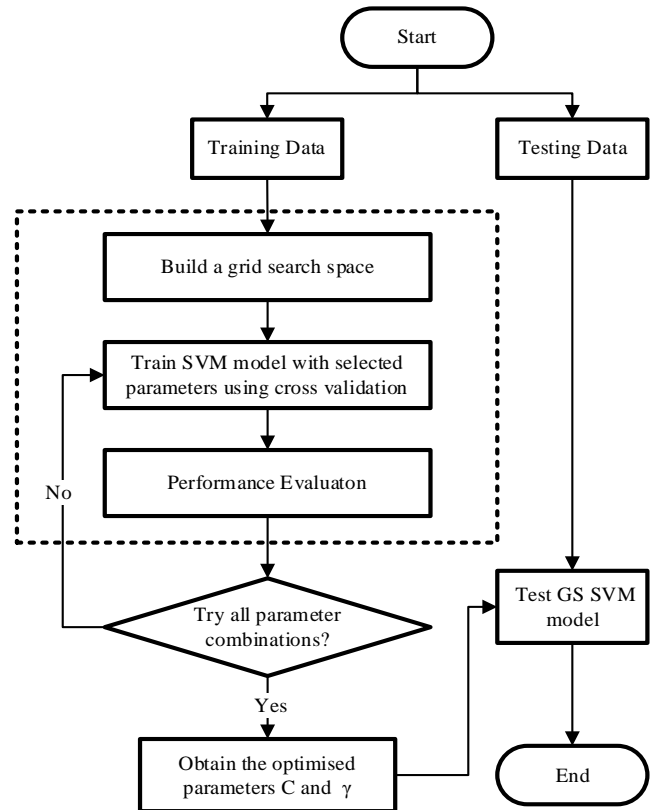 Start
Training Data
Testing Data
Build a grid search space
Train SVM model with selected
parameters using cross validation
Performance Evaluaton
No
Try all parameter
combinations?
Test GS SVM
model
Yes
Obtain the optimised
parameters C and γ
End